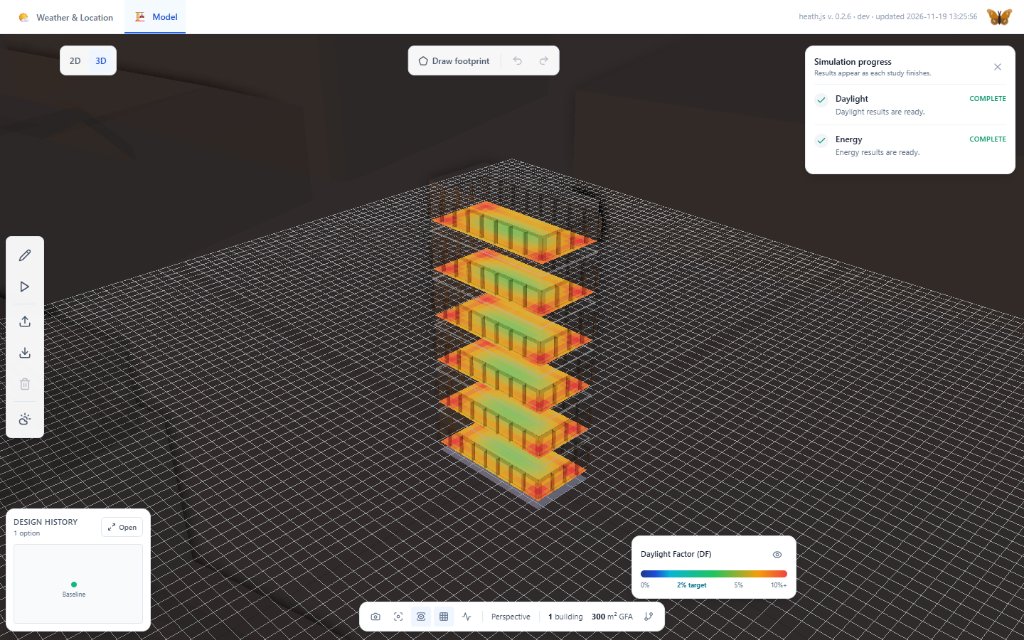 Weather & Location
Model
heath.js v. 0.2.6 · dev · updated 2026-11-19 13:25:56
2D
3D
Draw footprint
Simulation progress
Results appear as each study finishes.
Daylight
COMPLETE
Daylight results are ready.
Energy
COMPLETE
Energy results are ready.
DESIGN HISTORY
1 option
Open
Baseline
Daylight Factor (DF)
0%
2% target
5%
10%+
Perspective
1 building
300 m² GFA